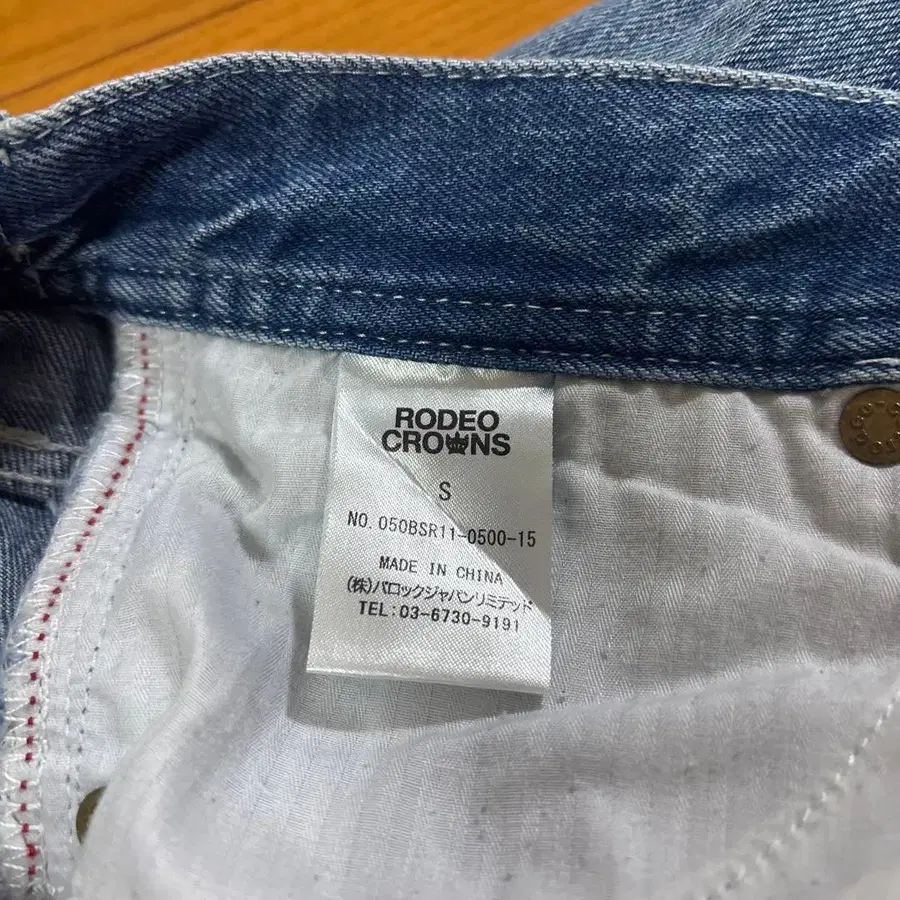 RODEO
CROWNS
S
NO. 050BSR11-0500-15
MADE IN CHINA
(株)バロックジャパンリミテッド
TEL:03-6730-9191